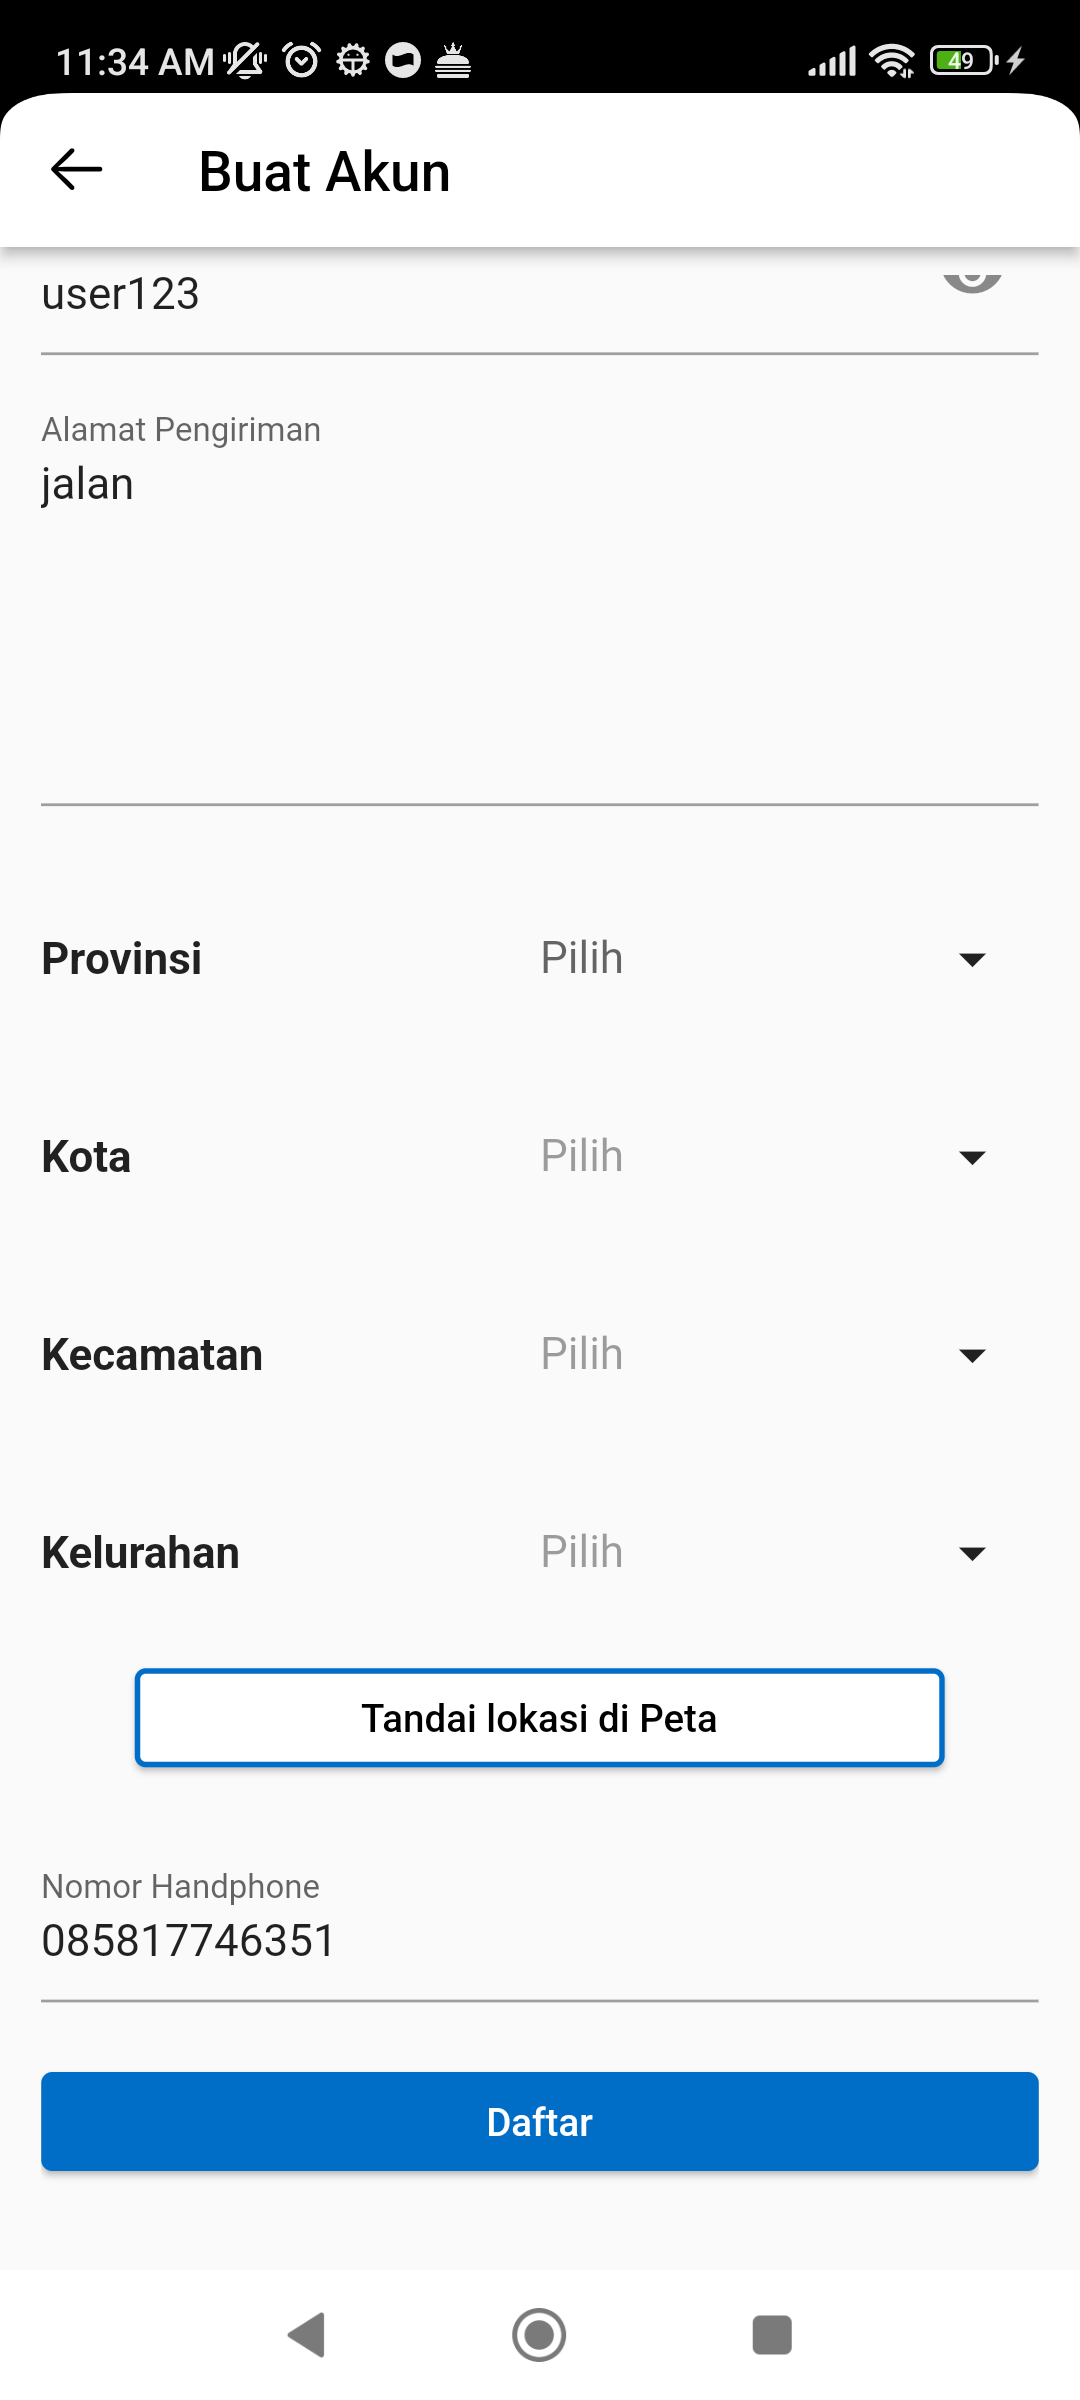 11:34 AM
49
Buat Akun
user123
Alamat Pengiriman
jalan
Provinsi Pilih
Kota Pilih
Kecamatan Pilih
Kelurahan Pilih
Tandai lokasi di Peta
Nomor Handphone
085817746351
Daftar